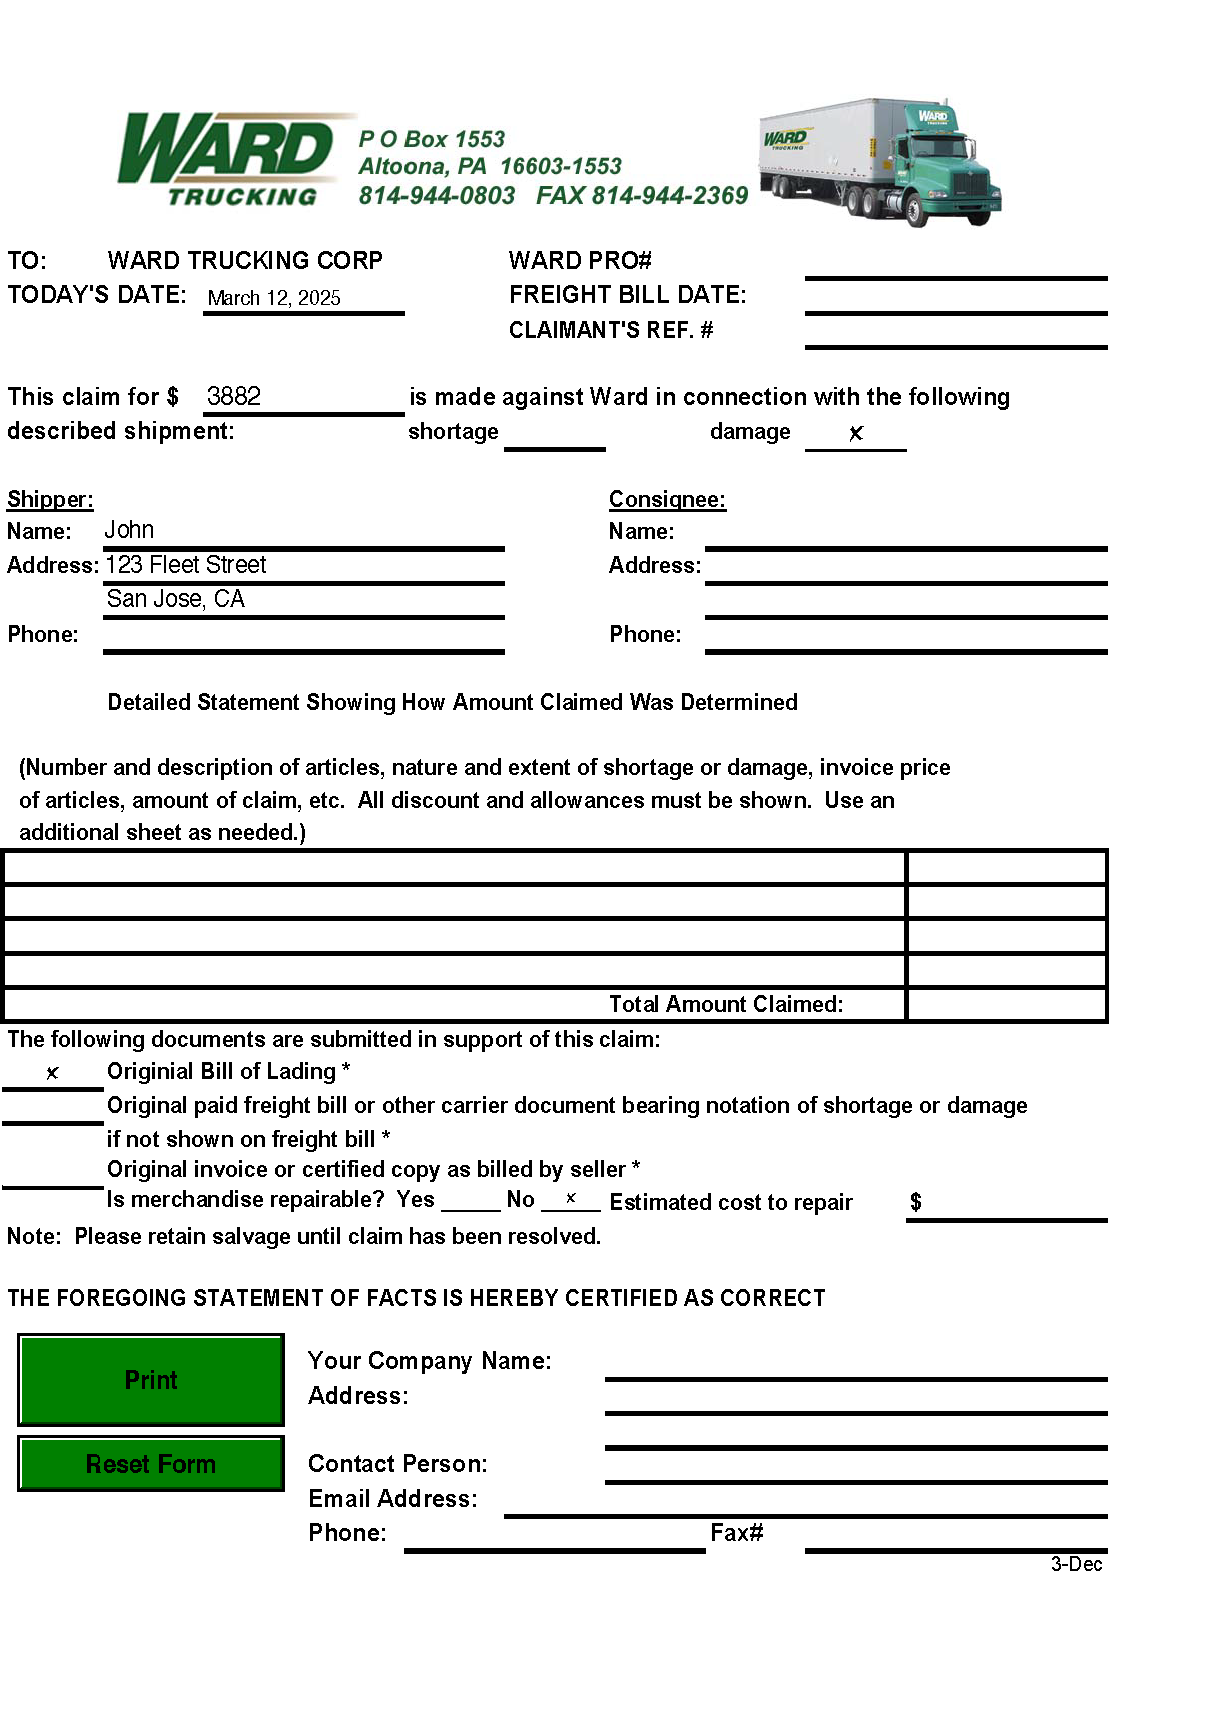 WARD TRUCKING
P O Box 1553
Altoona, PA 16603-1553
814-944-0803 FAX 814-944-2369
WARD TRUCKING
WARD TRUCKING
TO: WARD TRUCKING CORP WARD PRO#
TODAY'S DATE: March 12, 2025 FREIGHT BILL DATE:
CLAIMANT'S REF. #
This claim for $ 3882 is made against Ward in connection with the following
described shipment: shortage damage x
Shipper: Consignee:
Name: John Name:
Address: 123 Fleet Street Address:
San Jose, CA
Phone: Phone:
Detailed Statement Showing How Amount Claimed Was Determined
(Number and description of articles, nature and extent of shortage or damage, invoice price
of articles, amount of claim, etc. All discount and allowances must be shown. Use an
additional sheet as needed.)
Total Amount Claimed:
The following documents are submitted in support of this claim:
x Originial Bill of Lading *
Original paid freight bill or other carrier document bearing notation of shortage or damage
if not shown on freight bill *
Original invoice or certified copy as billed by seller *
Is merchandise repairable? Yes No x Estimated cost to repair $
Note: Please retain salvage until claim has been resolved.
THE FOREGOING STATEMENT OF FACTS IS HEREBY CERTIFIED AS CORRECT
Print Your Company Name:
Address:
Reset Form Contact Person:
Email Address:
Phone: Fax#
3-Dec